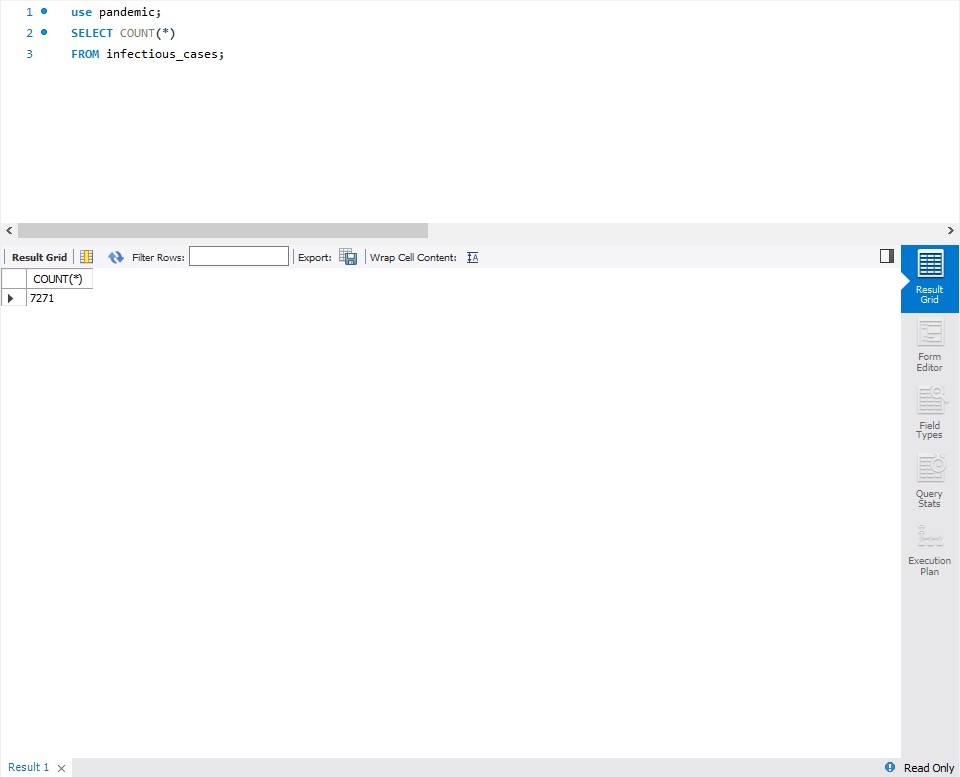 1 use pandemic;
2 SELECT COUNT(*)
3 FROM infectious_cases;
Result Grid Filter Rows: Export: Wrap Cell Content:
COUNT(*)
7271
Result
Grid
Form
Editor
Field
Types
Query
Stats
Execution
Plan
Result 1 Read Only